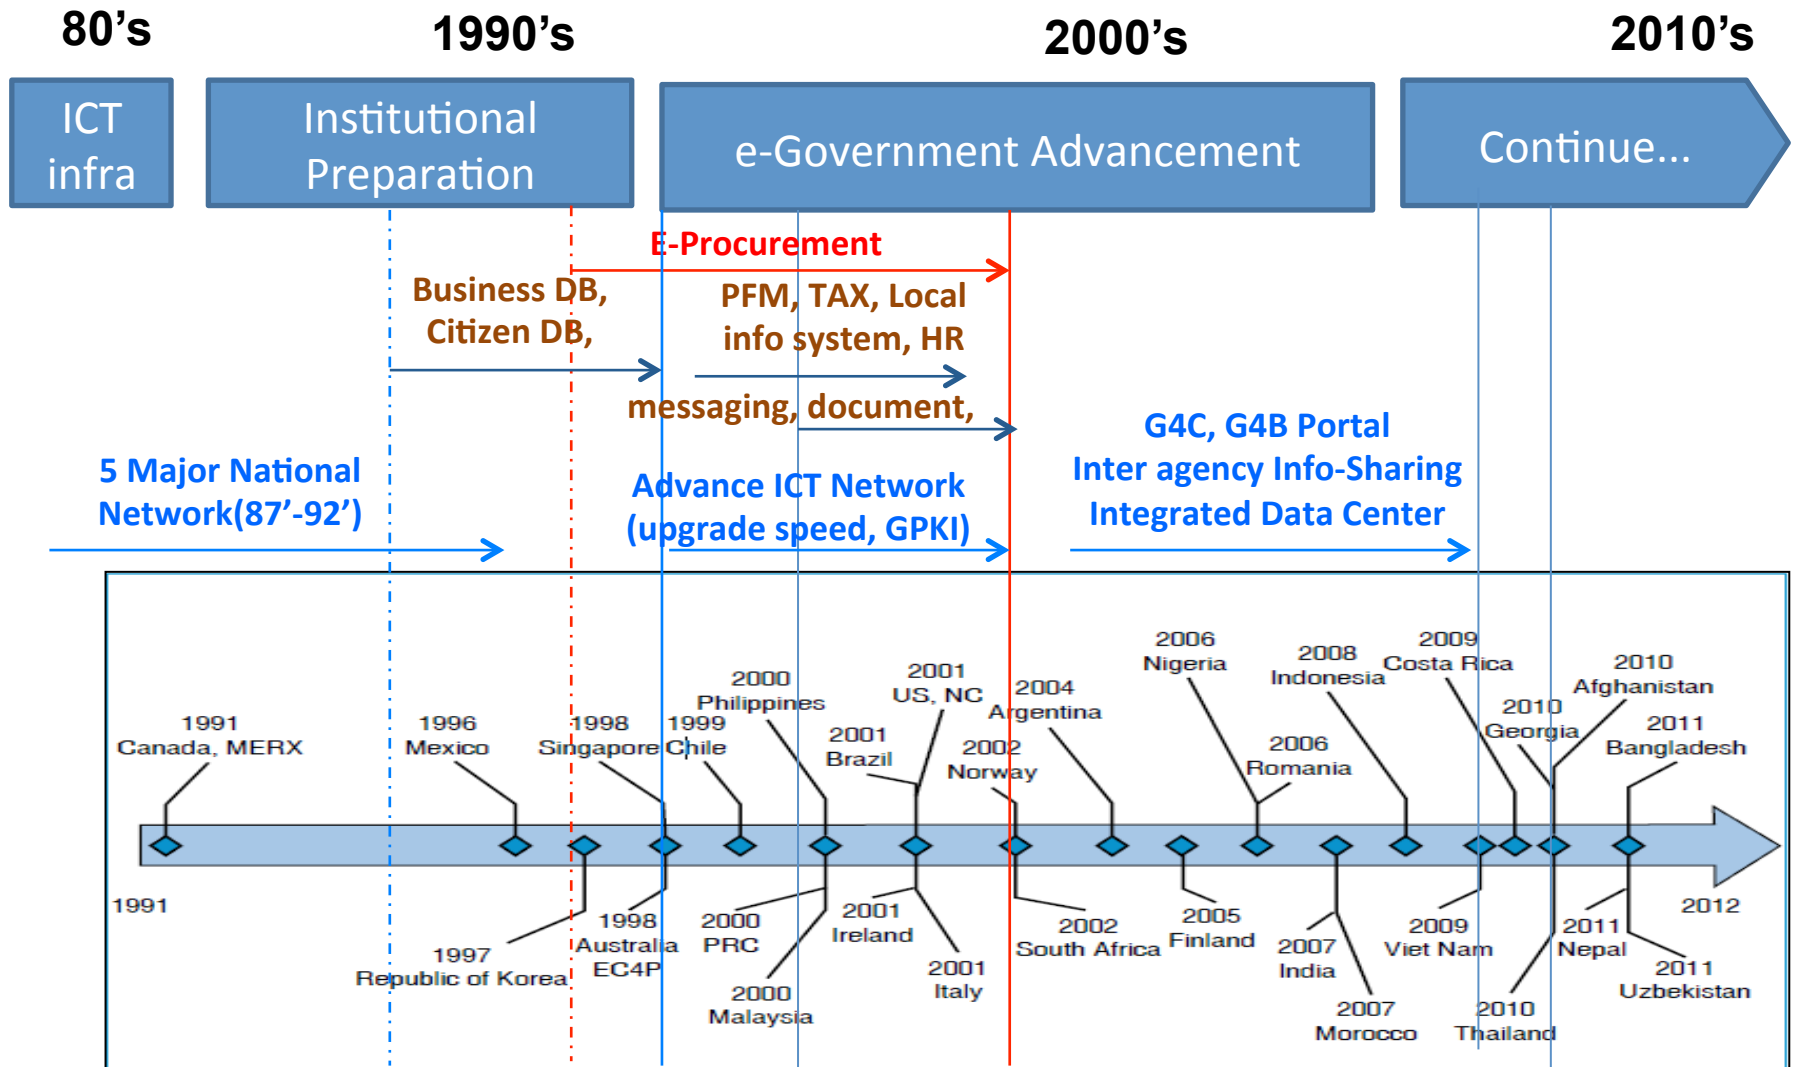 80’s
1990’s
2000’s
2010’s
ICT
infra
Institutional
Preparation
e-Government Advancement
Continue...
E-Procurement
Business DB,
Citizen DB,
PFM, TAX, Local
info system, HR
messaging, document,
5 Major National
Network(87’-92’)
Advance ICT Network
(upgrade speed, GPKI)
G4C, G4B Portal
Inter agency Info-Sharing
Integrated Data Center
1991
Canada, MERX
1996
Mexico
1998
Singapore
1999
Chile
2000
Philippines
2001
Brazil
2001
US, NC
2002
Norway
2004
Argentina
2006
Nigeria
2006
Romania
2008
Indonesia
2009
Costa Rica
2010
Georgia
2010
Afghanistan
2011
Bangladesh
1991
1997
Republic of Korea
1998
Australia
EC4P
2000
PRC
2000
Malaysia
2001
Ireland
2001
Italy
2002
South Africa
2005
Finland
2007
India
2007
Morocco
2009
Viet Nam
2010
Thailand
2011
Nepal
2011
Uzbekistan
2012